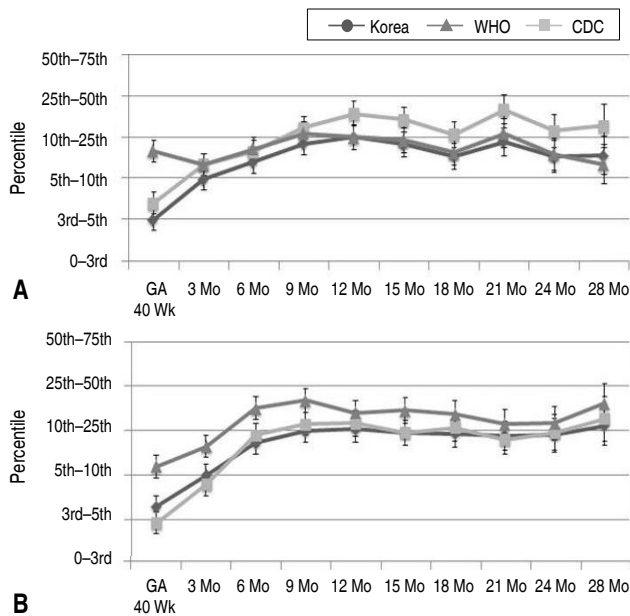 Korea WHO CDC
50th–75th
25th–50th
10th–25th
5th–10th
3rd–5th
0–3rd
Percentile
A
GA 40 Wk 3 Mo 6 Mo 9 Mo 12 Mo 15 Mo 18 Mo 21 Mo 24 Mo 28 Mo
50th–75th
25th–50th
10th–25th
5th–10th
3rd–5th
0–3rd
Percentile
B
GA 40 Wk 3 Mo 6 Mo 9 Mo 12 Mo 15 Mo 18 Mo 21 Mo 24 Mo 28 Mo